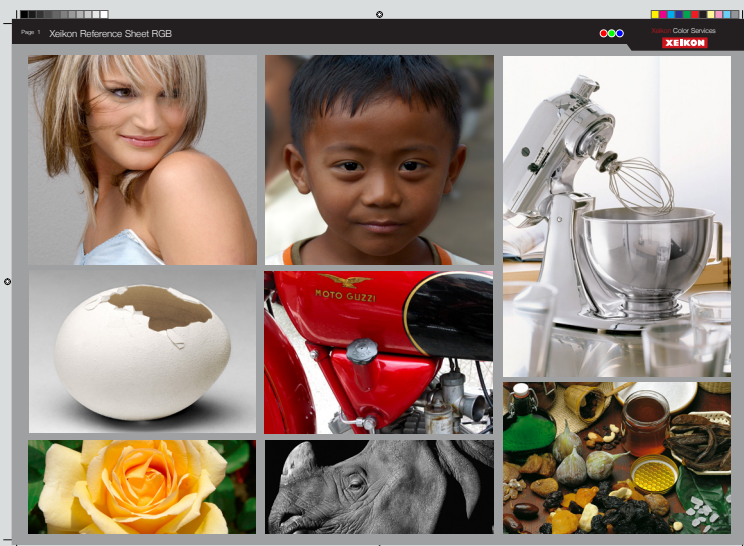 Page 1 Xeikon Reference Sheet RGB
Xeikon Color Services
XEIKON
MOTO GUZZI